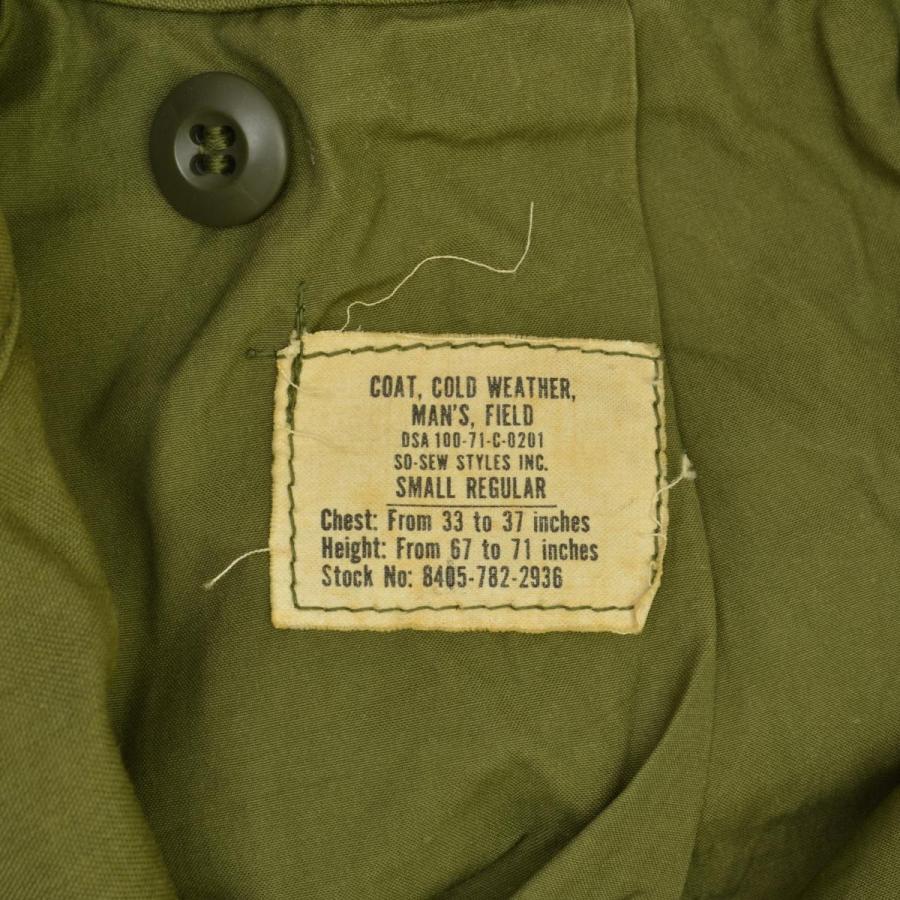 COAT, COLD WEATHER,
MAN'S, FIELD
DSA 100-71-C-0201
SO-SEW STYLES INC.
SMALL REGULAR
Chest: From 33 to 37 inches
Height: From 67 to 71 inches
Stock No: 8405-782-2936